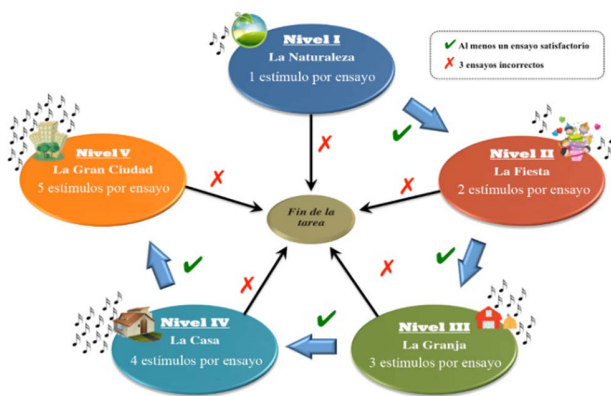 Nivel I
La Naturaleza
1 estímulo por ensayo
Al menos un ensayo satisfactorio
3 ensayos incorrectos
Nivel V
La Gran Ciudad
5 estímulos por ensayo
Nivel II
La Fiesta
2 estímulos por ensayo
Fin de la
tarea
Nivel IV
La Casa
4 estímulos por ensayo
Nivel III
La Granja
3 estímulos por ensayo